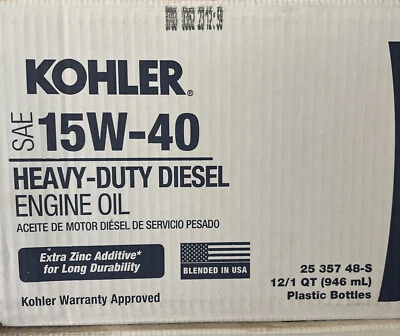 KOHLER®
SAE 15W-40
HEAVY-DUTY DIESEL
ENGINE OIL
ACEITE DE MOTOR DIÉSEL DE SERVICIO PESADO
Extra Zinc Additive*
for Long Durability
BLENDED IN USA
25 357 48-S
12/1 QT (946 mL)
Plastic Bottles
Kohler Warranty Approved